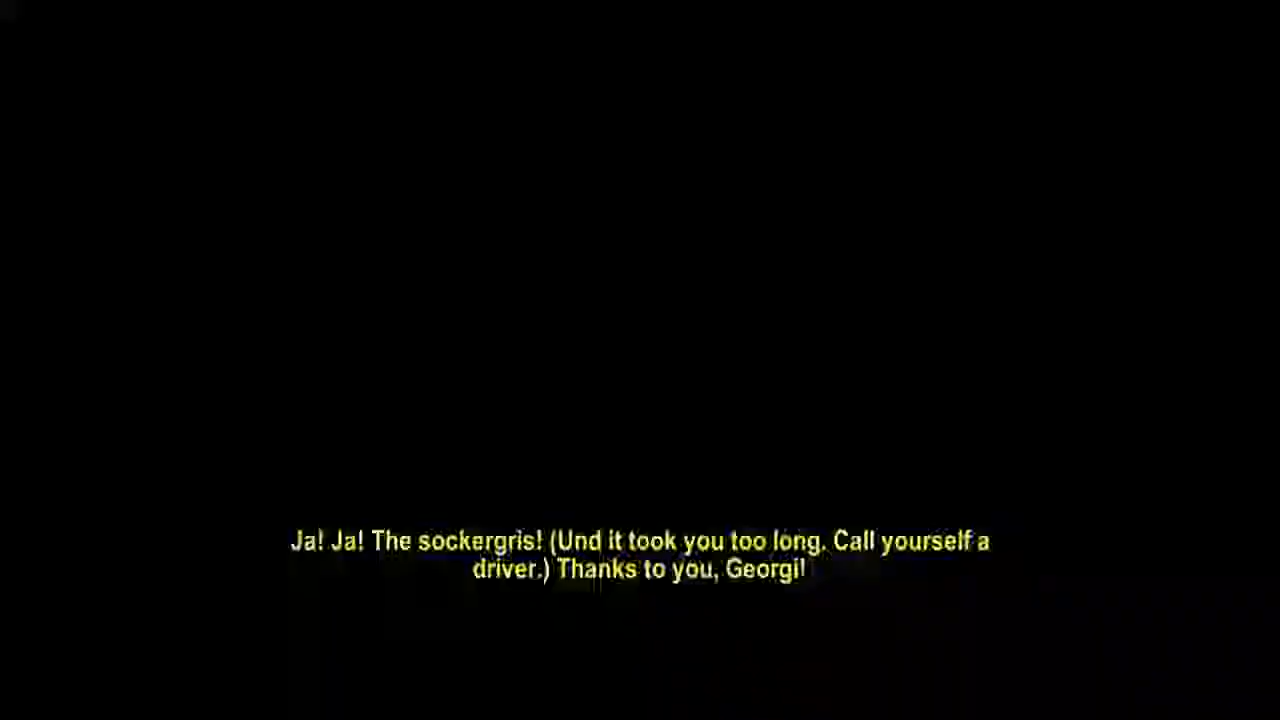 Ja! Ja! The sockergris! (Und it took you too long. Call yourself a
driver.) Thanks to you, Georgi!